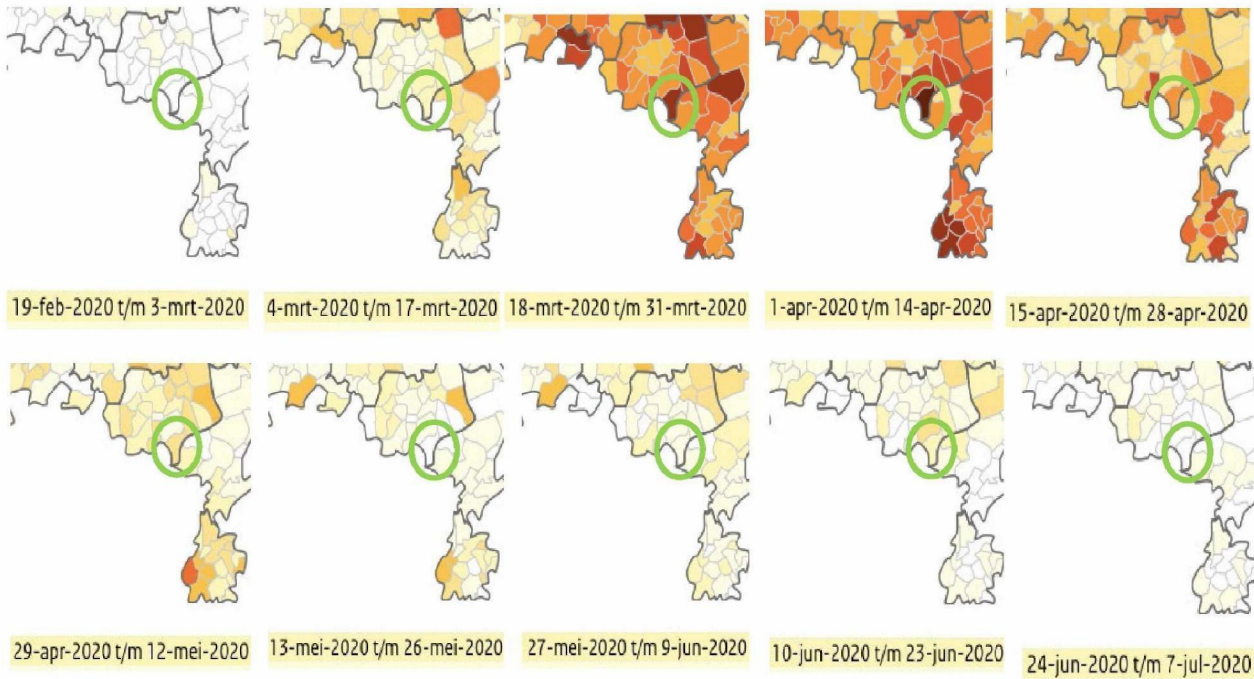 19-feb-2020 t/m 3-mrt-2020
4-mrt-2020 t/m 17-mrt-2020
18-mrt-2020 t/m 31-mrt-2020
1-apr-2020 t/m 14-apr-2020
15-apr-2020 t/m 28-apr-2020
29-apr-2020 t/m 12-mei-2020
13-mei-2020 t/m 26-mei-2020
27-mei-2020 t/m 9-jun-2020
10-jun-2020 t/m 23-jun-2020
24-jun-2020 t/m 7-jul-2020